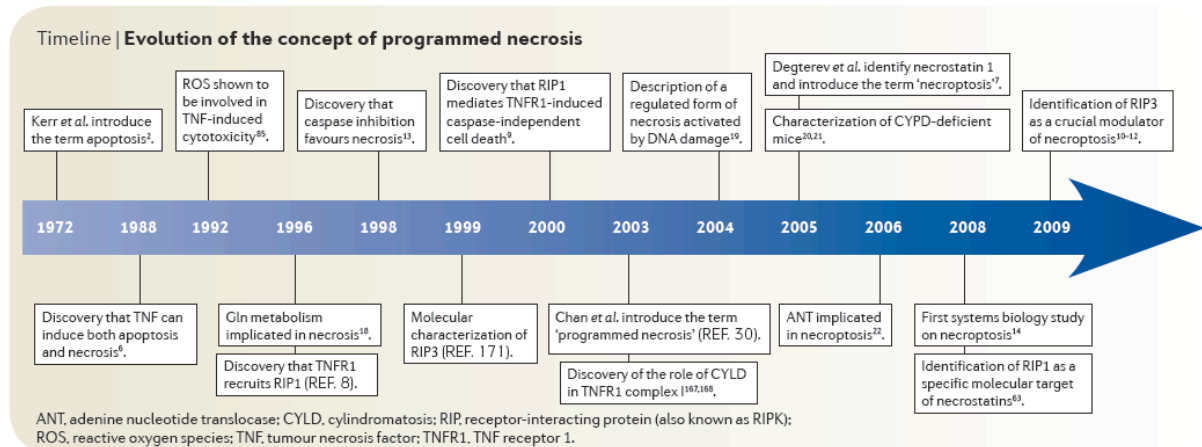 Timeline | Evolution of the concept of programmed necrosis
Kerr et al. introduce
the term apoptosis².
ROS shown to
be involved in
TNF-induced
cytotoxicity⁸⁵.
Discovery that
caspase inhibition
favours necrosis¹³.
Discovery that RIP1
mediates TNFR1-induced
caspase-independent
cell death⁹.
Description of a
regulated form of
necrosis activated
by DNA damage¹⁹.
Degterev et al. identify necrostatin 1
and introduce the term ‘necroptosis’⁷.
Characterization of CYPD-deficient
mice²⁰,²¹.
Identification of RIP3
as a crucial modulator
of necroptosis¹⁰⁻¹².
1972 1988 1992 1996 1998 1999 2000 2003 2004 2005 2006 2008 2009
Discovery that TNF can
induce both apoptosis
and necrosis⁶.
Gln metabolism
implicated in necrosis¹⁸.
Discovery that TNFR1
recruits RIP1 (REF. 8).
Molecular
characterization of
RIP3 (REF. 171).
Chan et al. introduce the term
‘programmed necrosis’ (REF. 30).
Discovery of the role of CYLD
in TNFR1 complex I¹⁶⁷,¹⁶⁸.
ANT implicated
in necroptosis²².
First systems biology study
on necroptosis¹⁴
Identification of RIP1 as a
specific molecular target
of necrostatins⁶³.
ANT, adenine nucleotide translocase; CYLD, cylindromatosis; RIP, receptor-interacting protein (also known as RIPK);
ROS, reactive oxygen species; TNF, tumour necrosis factor; TNFR1, TNF receptor 1.